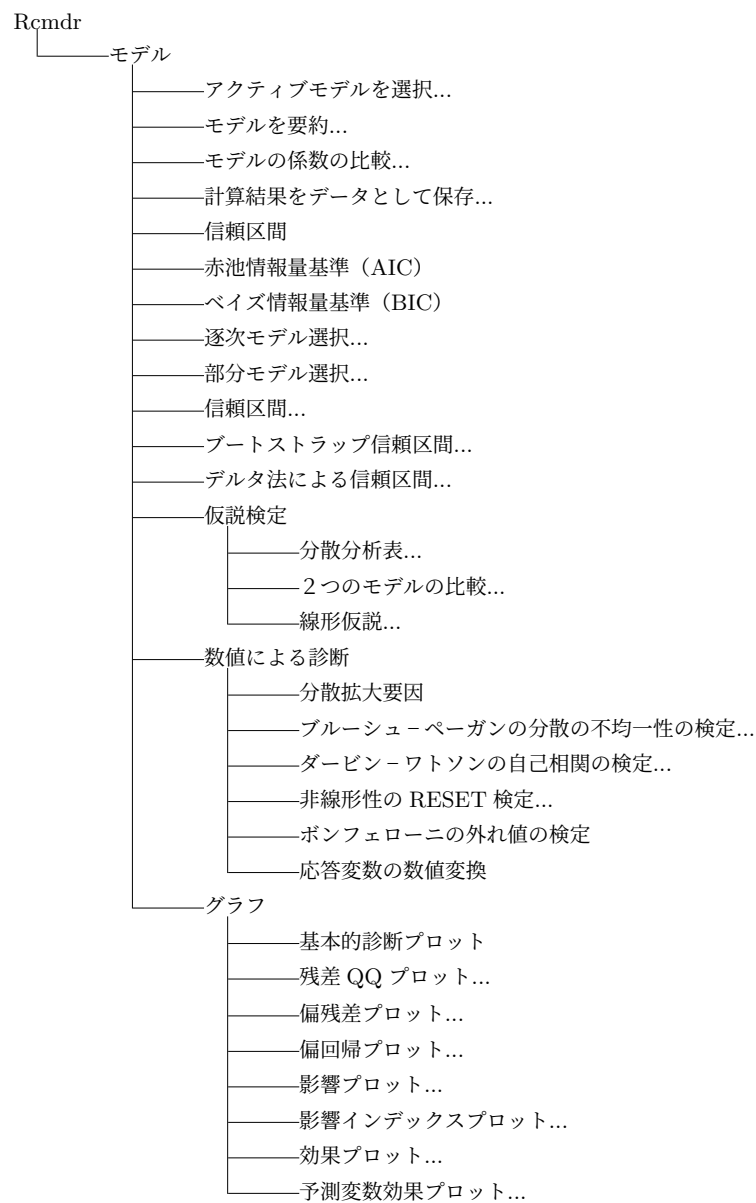 Rcmdr
モデル
アクティブモデルを選択...
モデルを要約...
モデルの係数の比較...
計算結果をデータとして保存...
信頼区間
赤池情報量基準（AIC）
ベイズ情報量基準（BIC）
逐次モデル選択...
部分モデル選択...
信頼区間...
ブートストラップ信頼区間...
デルタ法による信頼区間...
仮説検定
分散分析表...
２つのモデルの比較...
線形仮説...
数値による診断
分散拡大要因
ブルーシュ−ペーガンの分散の不均一性の検定...
ダービン−ワトソンの自己相関の検定...
非線形性の RESET 検定...
ボンフェローニの外れ値の検定
応答変数の数値変換
グラフ
基本的診断プロット
残差 QQ プロット...
偏残差プロット...
偏回帰プロット...
影響プロット...
影響インデックスプロット...
効果プロット...
予測変数効果プロット...